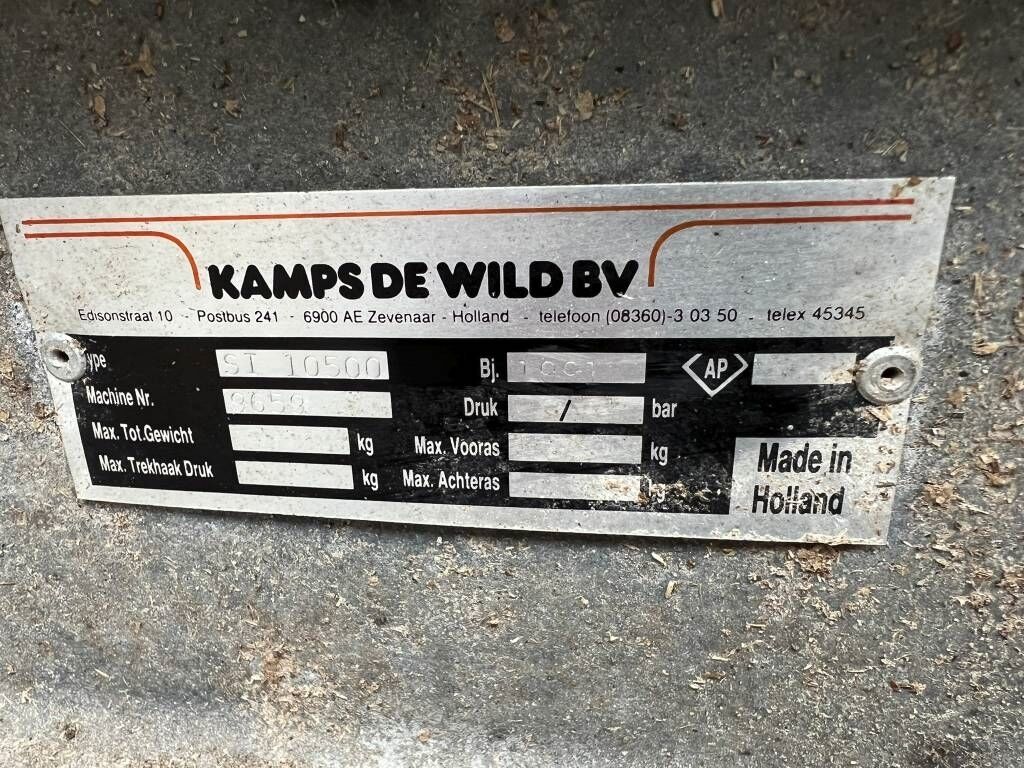 KAMPS DE WILD BV
Edisonstraat 10 - Postbus 241 - 6900 AE Zevenaar - Holland - telefoon (08360)-3 03 50 - telex 45345
Type ST 10500 Bj. 1991 AP
Machine Nr. 9658 Druk / bar
Max. Tot. Gewicht kg Max. Vooras kg
Max. Trekhaak Druk kg Max. Achteras kg
Made in
Holland